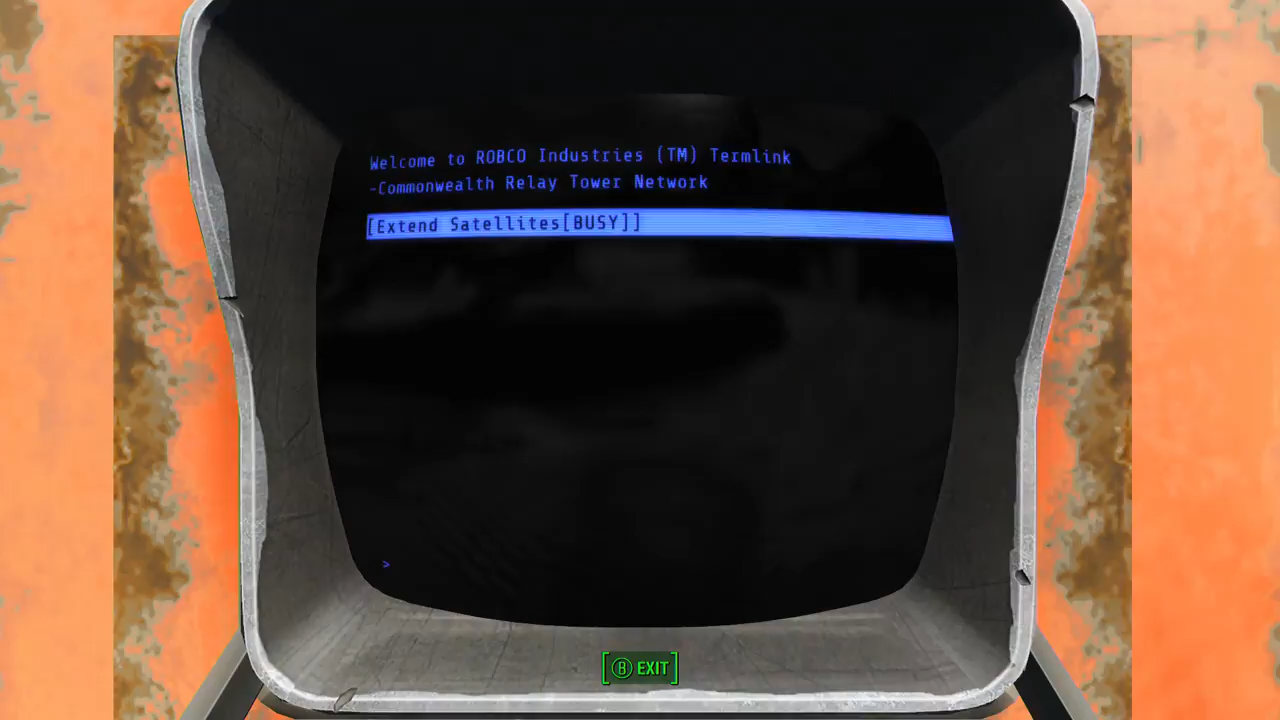 Welcome to ROBCO Industries (TM) Termlink
-Commonwealth Relay Tower Network
[Extend Satellites[BUSY]]
>
[Ⓑ EXIT]